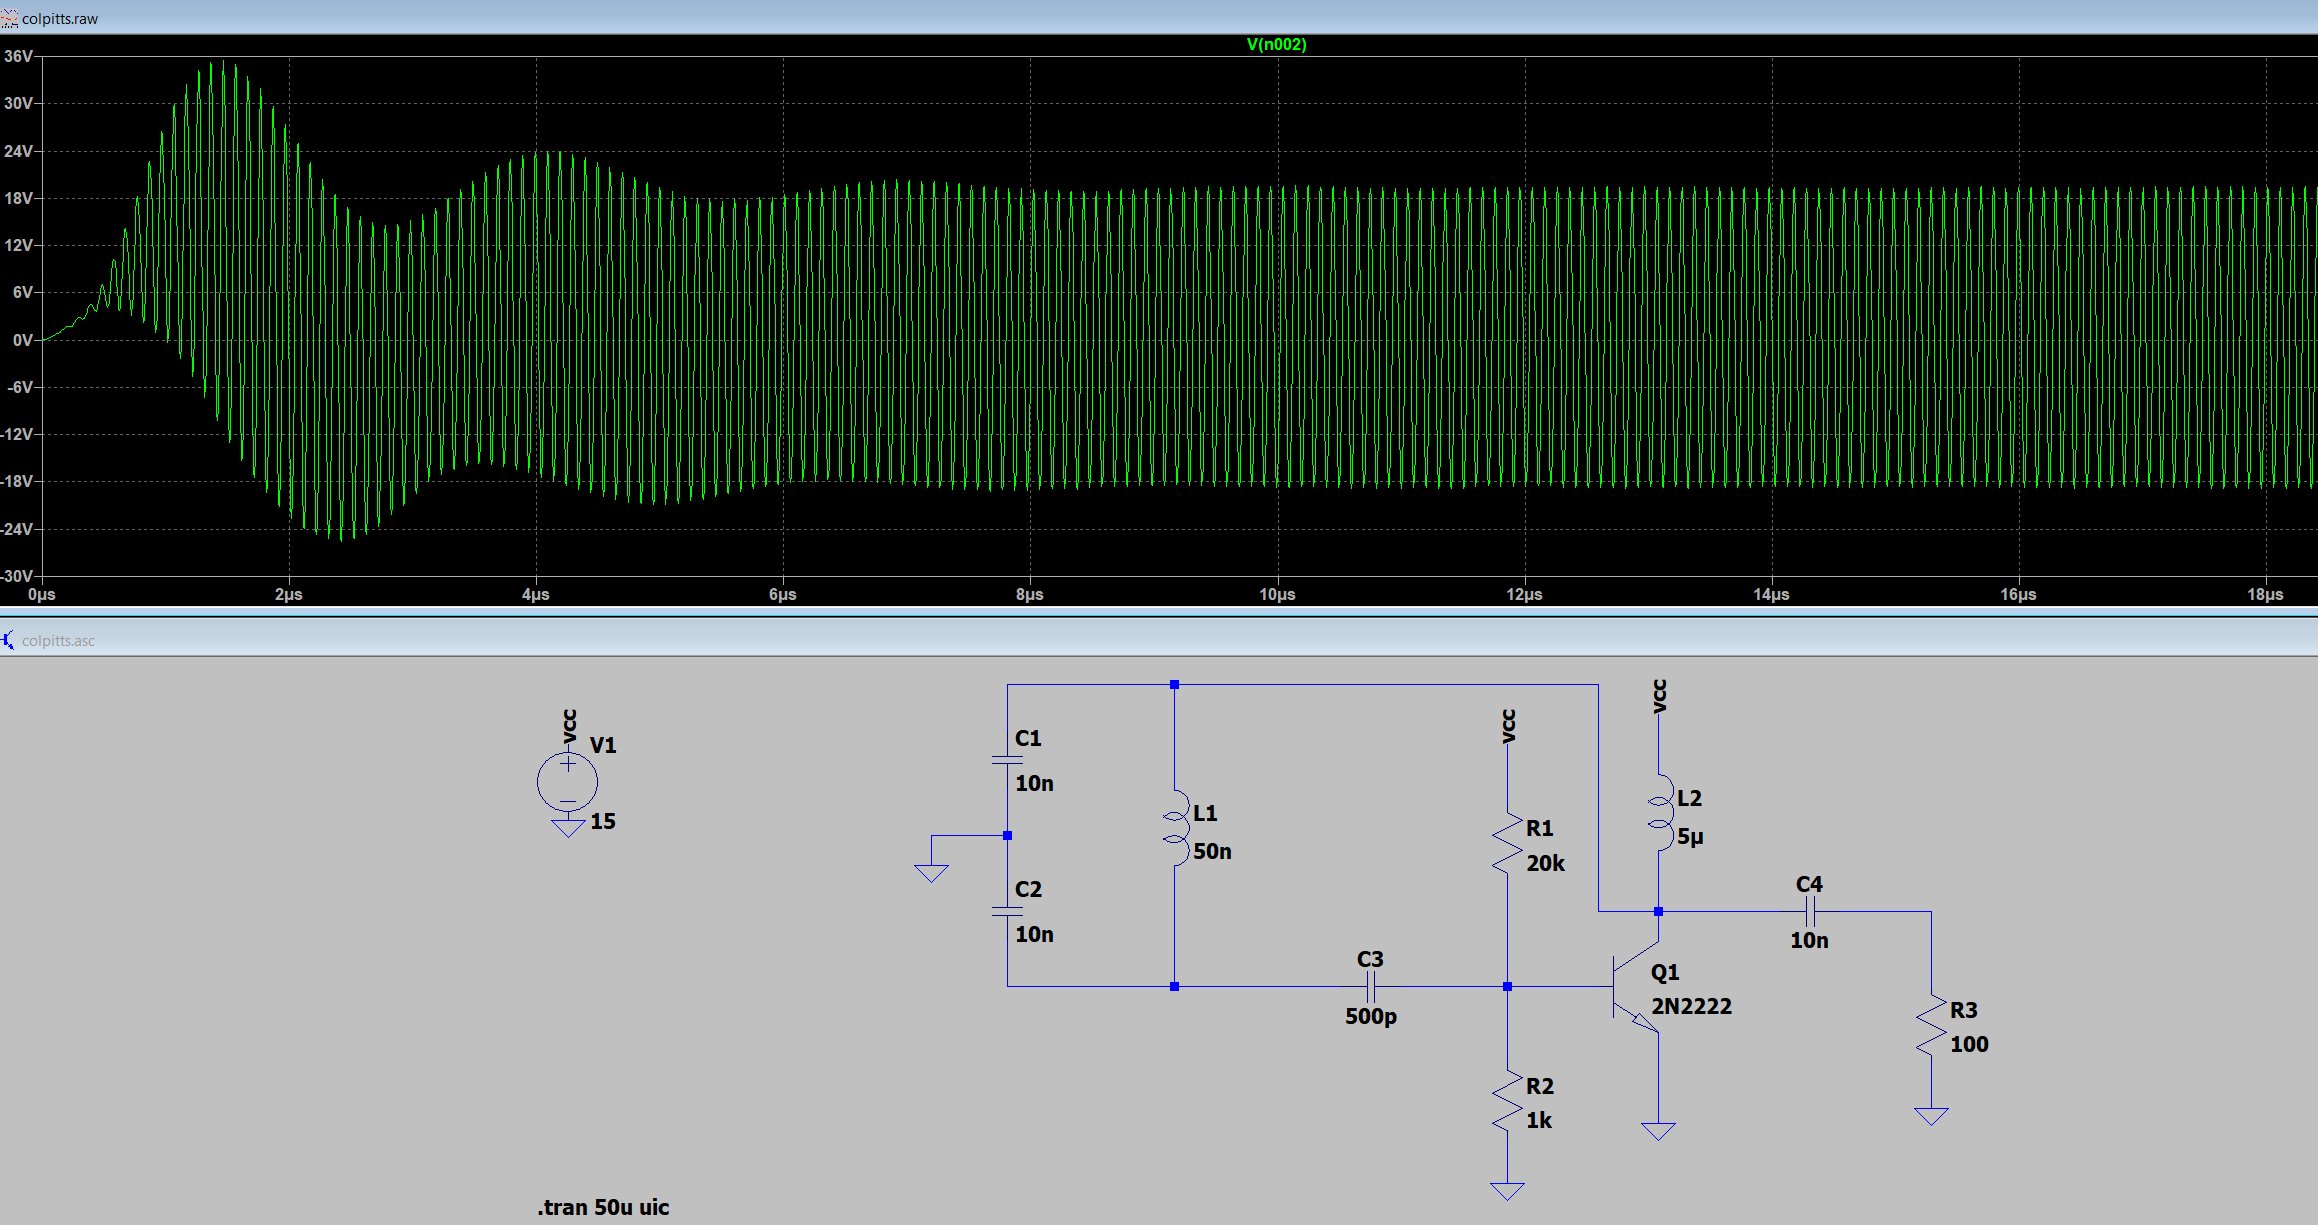 colpitts.raw
V(n002)
36V
30V
24V
18V
12V
6V
0V
-6V
-12V
-18V
-24V
-30V
0µs 2µs 4µs 6µs 8µs 10µs 12µs 14µs 16µs 18µs
colpitts.asc
vcc
V1
15
C1
10n
C2
10n
L1
50n
C3
500p
vcc
R1
20k
R2
1k
vcc
L2
5µ
Q1
2N2222
C4
10n
R3
100
.tran 50u uic